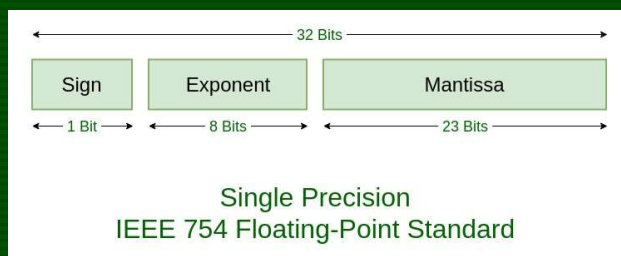 32 Bits
Sign Exponent Mantissa
1 Bit 8 Bits 23 Bits
Single Precision
IEEE 754 Floating-Point Standard